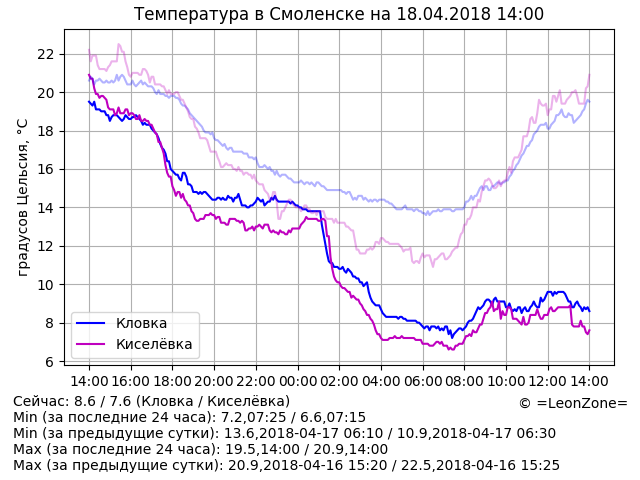 Температура в Смоленске на 18.04.2018 14:00
градусов Цельсия, °C
22
20
18
16
14
12
10
8
6
Кловка
Киселёвка
14:00 16:00 18:00 20:00 22:00 00:00 02:00 04:00 06:00 08:00 10:00 12:00 14:00
Сейчас: 8.6 / 7.6 (Кловка / Киселёвка)
© =LeonZone=
Min (за последние 24 часа): 7.2,07:25 / 6.6,07:15
Min (за предыдущие сутки): 13.6,2018-04-17 06:10 / 10.9,2018-04-17 06:30
Max (за последние 24 часа): 19.5,14:00 / 20.9,14:00
Max (за предыдущие сутки): 20.9,2018-04-16 15:20 / 22.5,2018-04-16 15:25